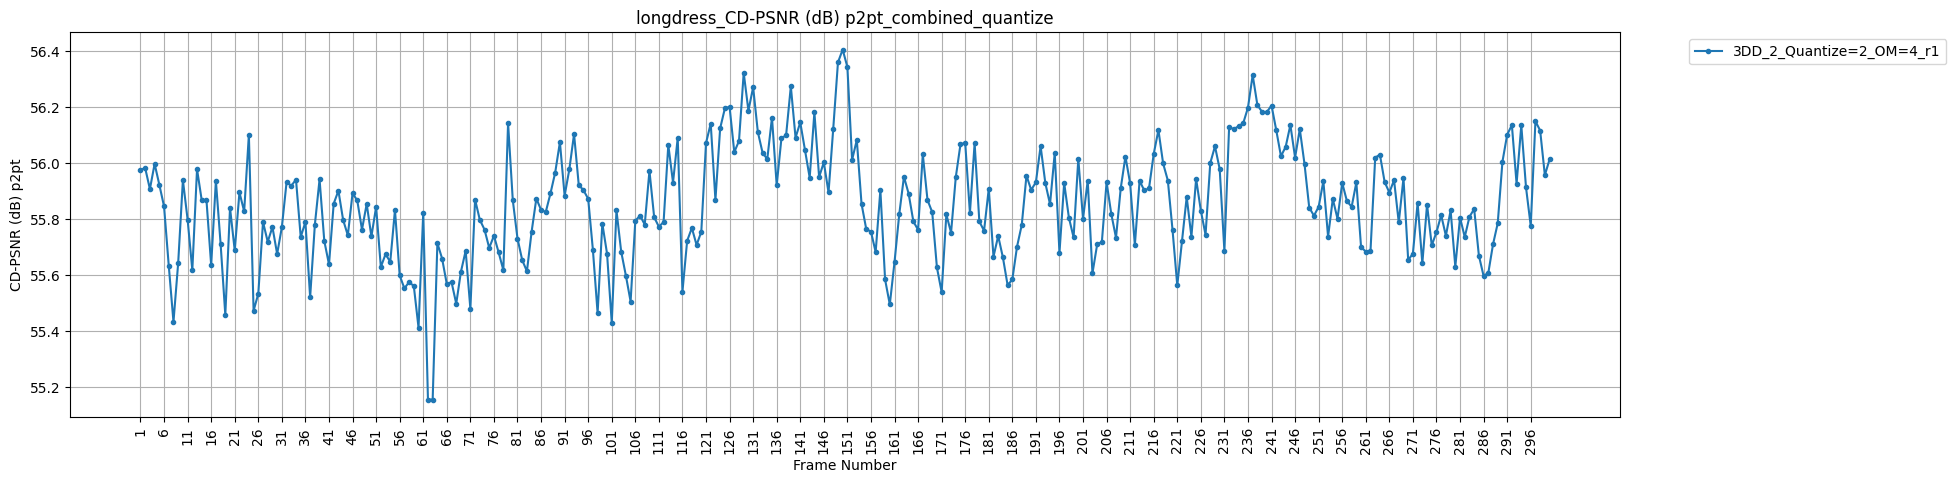 longdress_CD-PSNR (dB) p2pt_combined_quantize
3DD_2_Quantize=2_OM=4_r1
CD-PSNR (dB) p2pt
56.4
56.2
56.0
55.8
55.6
55.4
55.2
1 6 11 16 21 26 31 36 41 46 51 56 61 66 71 76 81 86 91 96 101 106 111 116 121 126 131 136 141 146 151 156 161 166 171 176 181 186 191 196 201 206 211 216 221 226 231 236 241 246 251 256 261 266 271 276 281 286 291 296
Frame Number